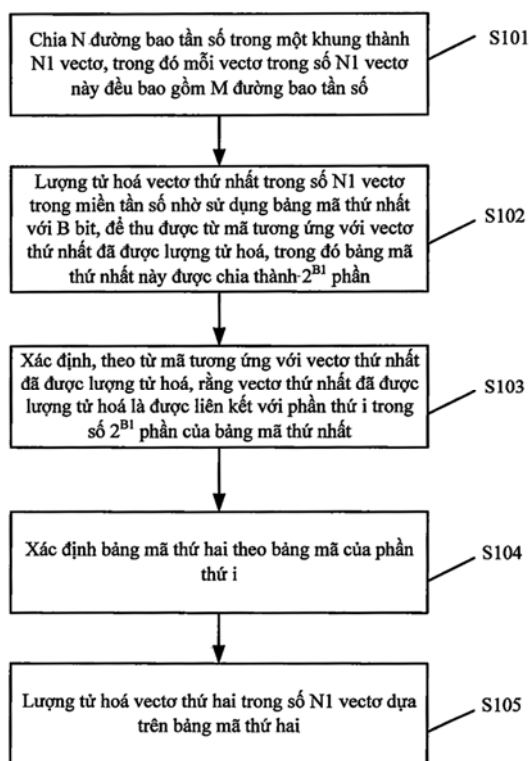 Chia N đường bao tần số trong một khung thành
N1 vectơ, trong đó mỗi vectơ trong số N1 vectơ
này đều bao gồm M đường bao tần số
S101
Lượng tử hoá vectơ thứ nhất trong số N1 vectơ
trong miền tần số nhờ sử dụng bảng mã thứ nhất
với B bit, để thu được từ mã tương ứng với vectơ
thứ nhất đã được lượng tử hoá, trong đó bảng mã
thứ nhất này được chia thành 2^B1 phần
S102
Xác định, theo từ mã tương ứng với vectơ thứ nhất
đã được lượng tử hoá, rằng vectơ thứ nhất đã được
lượng tử hoá là được liên kết với phần thứ i trong
số 2^B1 phần của bảng mã thứ nhất
S103
Xác định bảng mã thứ hai theo bảng mã của phần
thứ i
S104
Lượng tử hoá vectơ thứ hai trong số N1 vectơ dựa
trên bảng mã thứ hai
S105